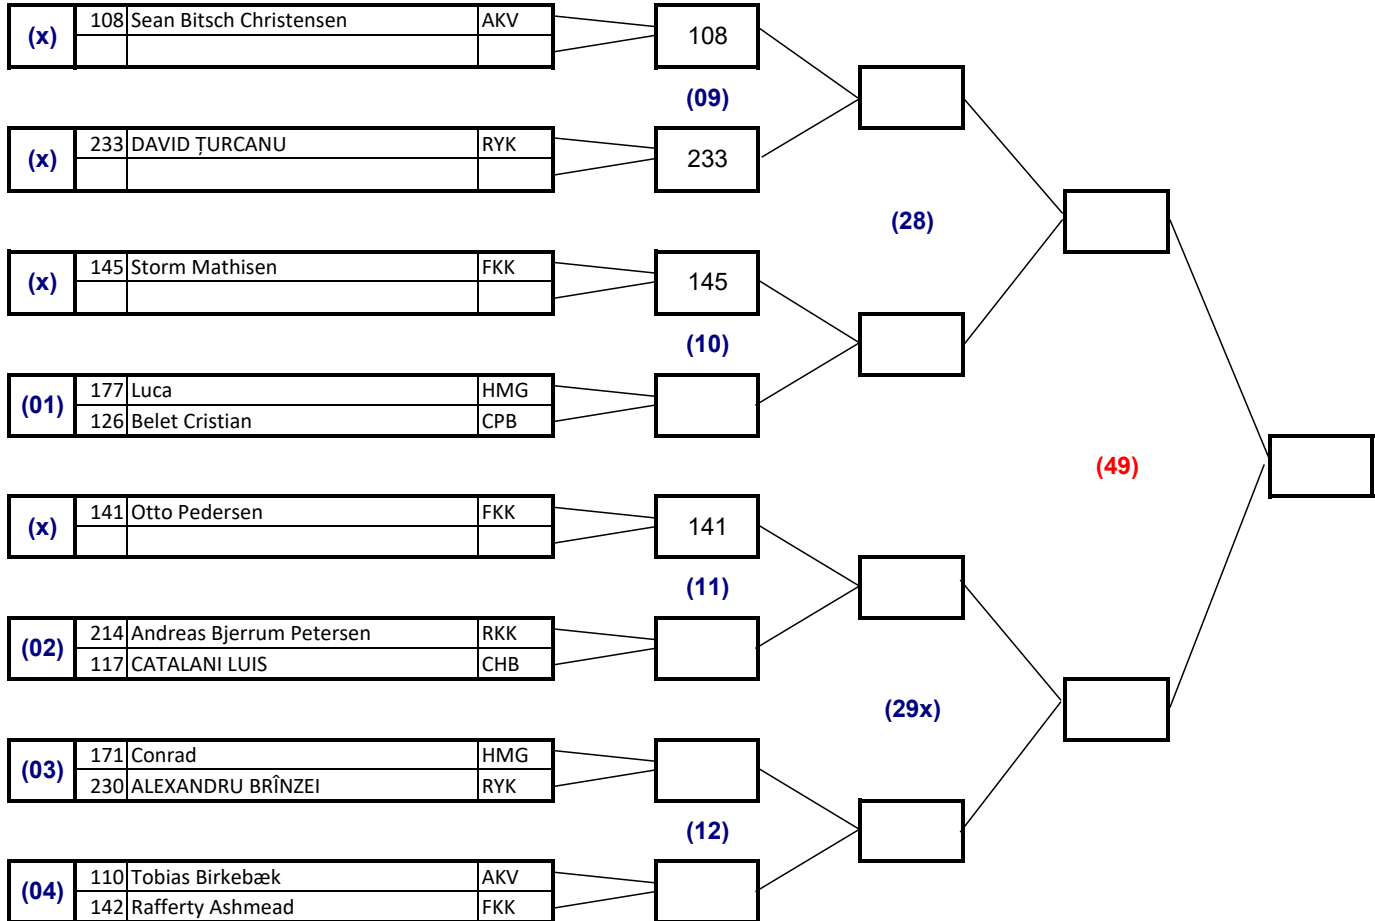 (x) 108 Sean Bitsch Christensen AKV 108
(09)
(x) 233 DAVID ȚURCANU RYK 233
(28)
(x) 145 Storm Mathisen FKK 145
(10)
(01) 177 Luca HMG
126 Belet Cristian CPB
(49)
(x) 141 Otto Pedersen FKK 141
(11)
(02) 214 Andreas Bjerrum Petersen RKK
117 CATALANI LUIS CHB
(29x)
(03) 171 Conrad HMG
230 ALEXANDRU BRÎNZEI RYK
(12)
(04) 110 Tobias Birkebæk AKV
142 Rafferty Ashmead FKK